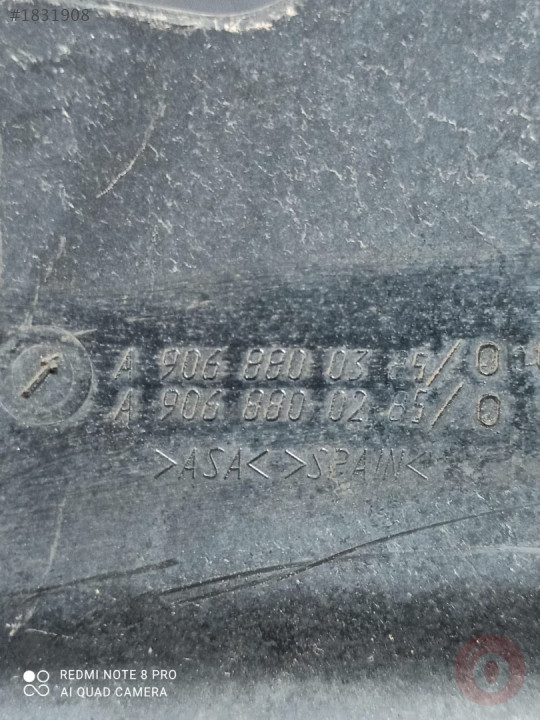 #1831908
A 906 880 03 25/0
A 906 880 02 85/0
>ASA< >SPAIN<
REDMI NOTE 8 PRO
AI QUAD CAMERA